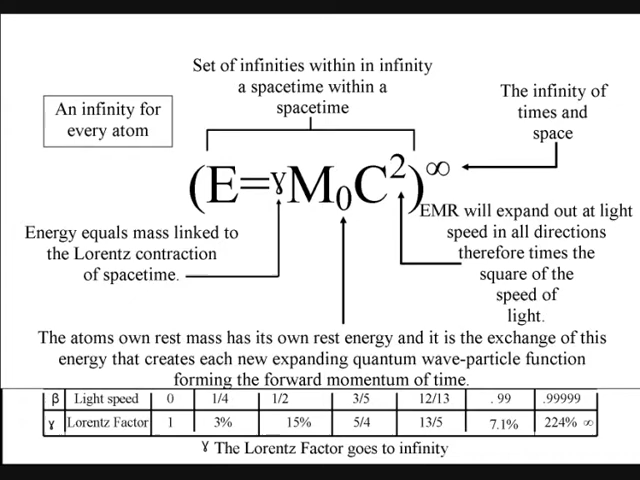 Set of infinities within in infinity
a spacetime within a
spacetime
The infinity of
times and
space
An infinity for
every atom
(E=ɣM₀C²)^∞
EMR will expand out at light
speed in all directions
therefore times the
square of the
speed of
light.
Energy equals mass linked to
the Lorentz contraction
of spacetime.
The atoms own rest mass has its own rest energy and it is the exchange of this
energy that creates each new expanding quantum wave-particle function
forming the forward momentum of time.
β Light speed 0 1/4 1/2 3/5 12/13 . 99 .99999
ɣ Lorentz Factor 1 3% 15% 5/4 13/5 7.1% 224% ∞
ɣ The Lorentz Factor goes to infinity